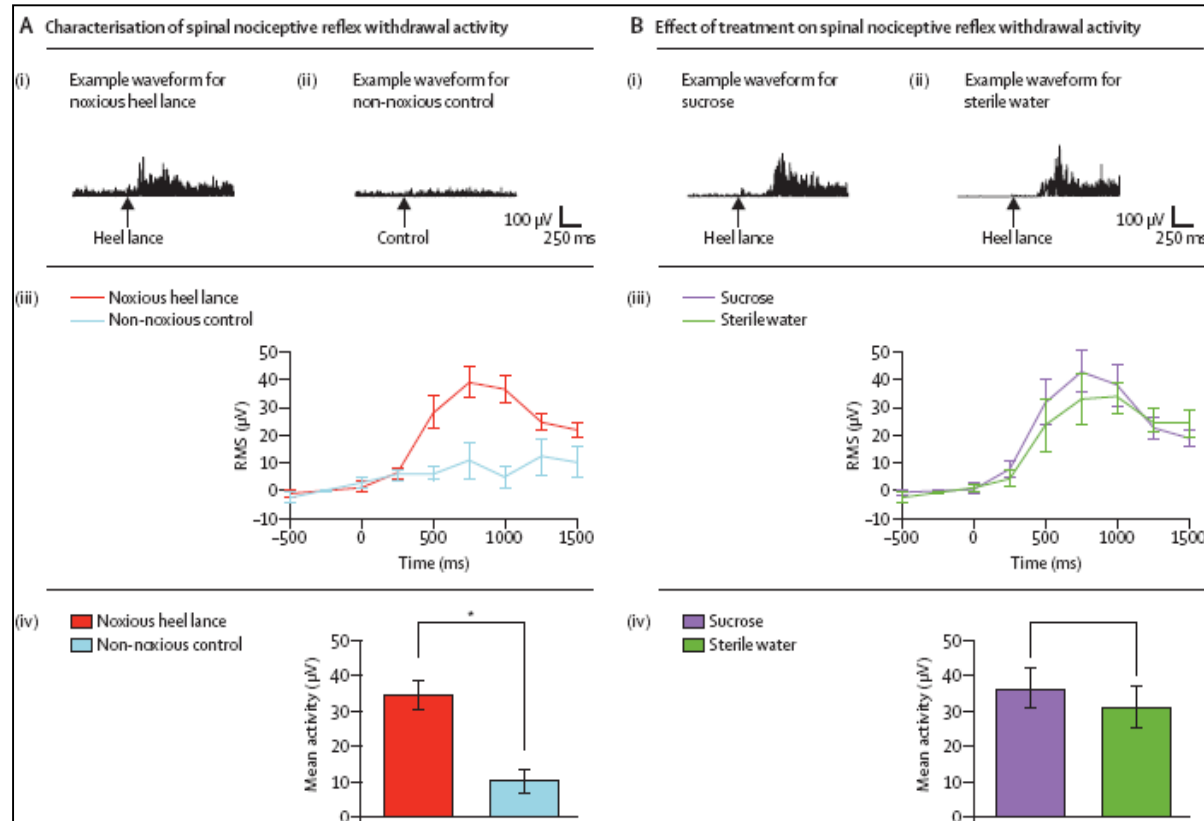 A Characterisation of spinal nociceptive reflex withdrawal activity
(i) Example waveform for
noxious heel lance
(ii) Example waveform for
non-noxious control
Heel lance
Control
100 µV
250 ms
(iii) Noxious heel lance
Non-noxious control
50
40
30
20
10
0
–10
RMS (µV)
–500 0 500 1000 1500
Time (ms)
(iv) Noxious heel lance
Non-noxious control
*
50
40
30
20
10
0
Mean activity (µV)
B Effect of treatment on spinal nociceptive reflex withdrawal activity
(i) Example waveform for
sucrose
(ii) Example waveform for
sterile water
Heel lance
Heel lance
100 µV
250 ms
(iii) Sucrose
Sterile water
50
40
30
20
10
0
–10
RMS (µV)
–500 0 500 1000 1500
Time (ms)
(iv) Sucrose
Sterile water
50
40
30
20
10
0
Mean activity (µV)